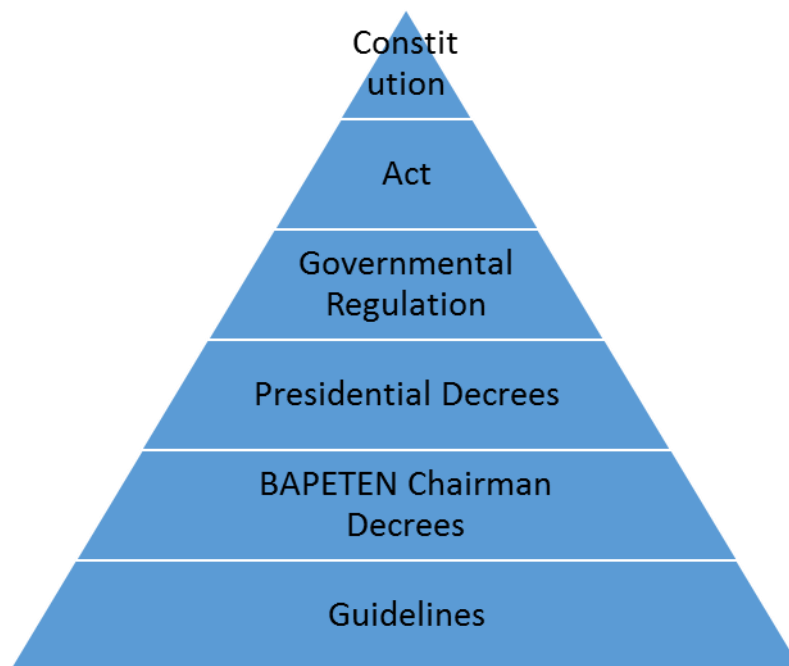 Constit
ution
Act
Governmental
Regulation
Presidential Decrees
BAPETEN Chairman
Decrees
Guidelines